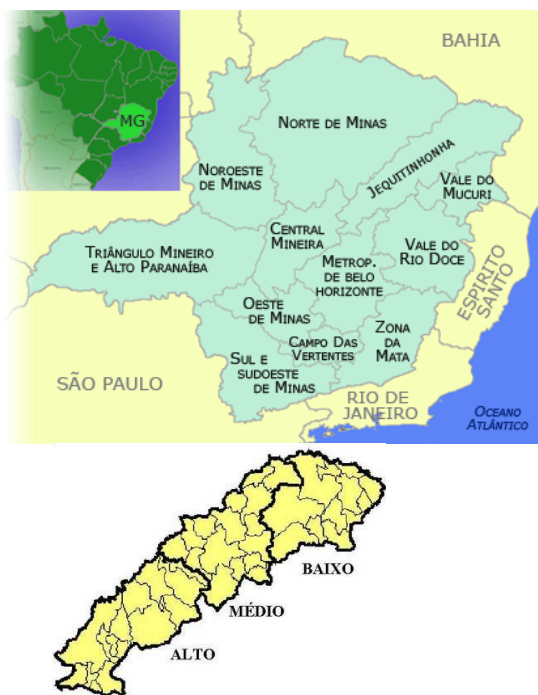 BAHIA
MG
NORTE DE MINAS
JEQUITINHONHA
NOROESTE
DE MINAS
VALE DO
MUCURI
CENTRAL
MINEIRA
TRIÂNGULO MINEIRO
E ALTO PARANAÍBA
VALE DO
RIO DOCE
METROP.
DE BELO
HORIZONTE
ESPIRITO
SANTO
OESTE
DE MINAS
CAMPO DAS
VERTENTES
ZONA
DA
MATA
SUL E
SUDOESTE
DE MINAS
SÃO PAULO
RIO DE
JANEIRO
OCEANO
ATLÂNTICO
BAIXO
MÉDIO
ALTO